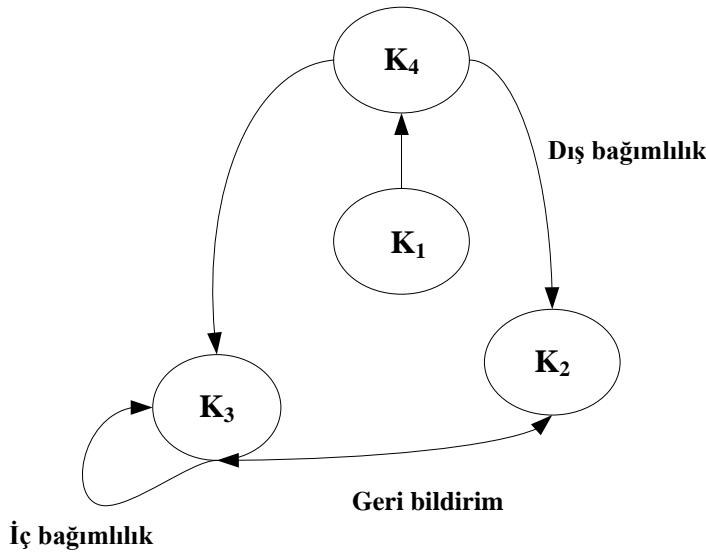 K₄
Dış bağımlılık
K₁
K₂
K₃
Geri bildirim
İç bağımlılık